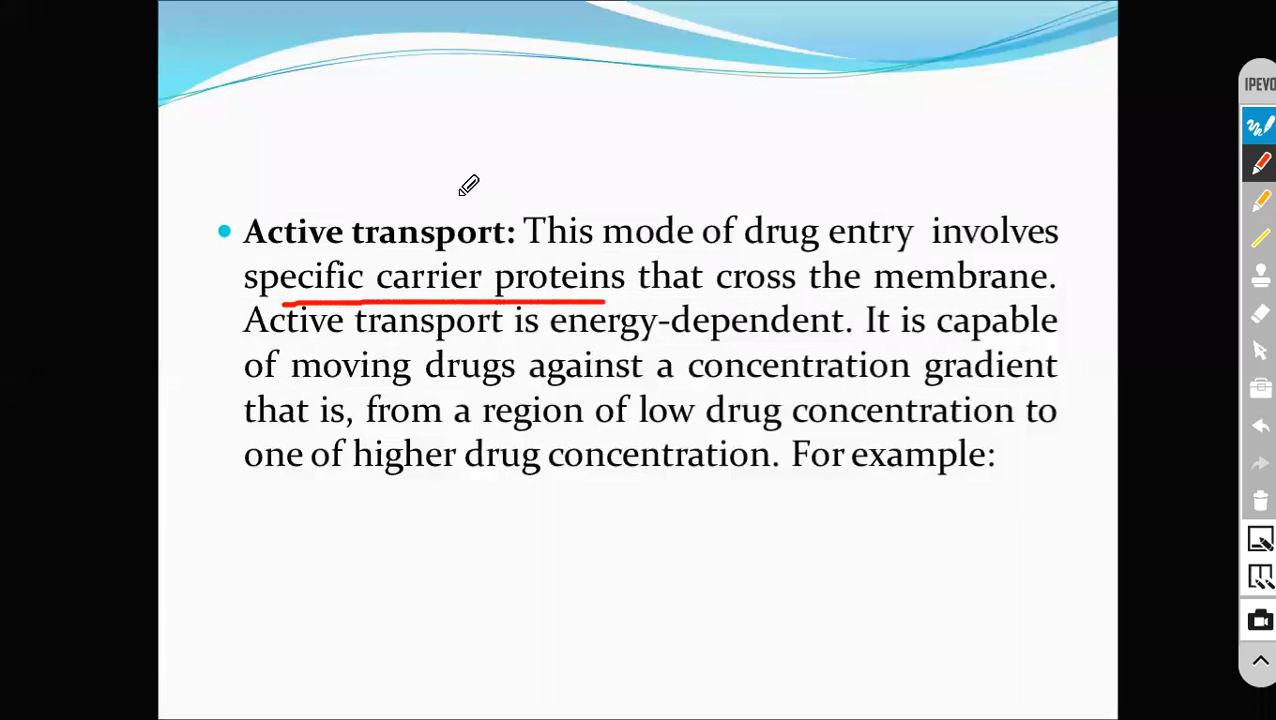 IPEVO
• Active transport: This mode of drug entry involves
specific carrier proteins that cross the membrane.
Active transport is energy-dependent. It is capable
of moving drugs against a concentration gradient
that is, from a region of low drug concentration to
one of higher drug concentration. For example: